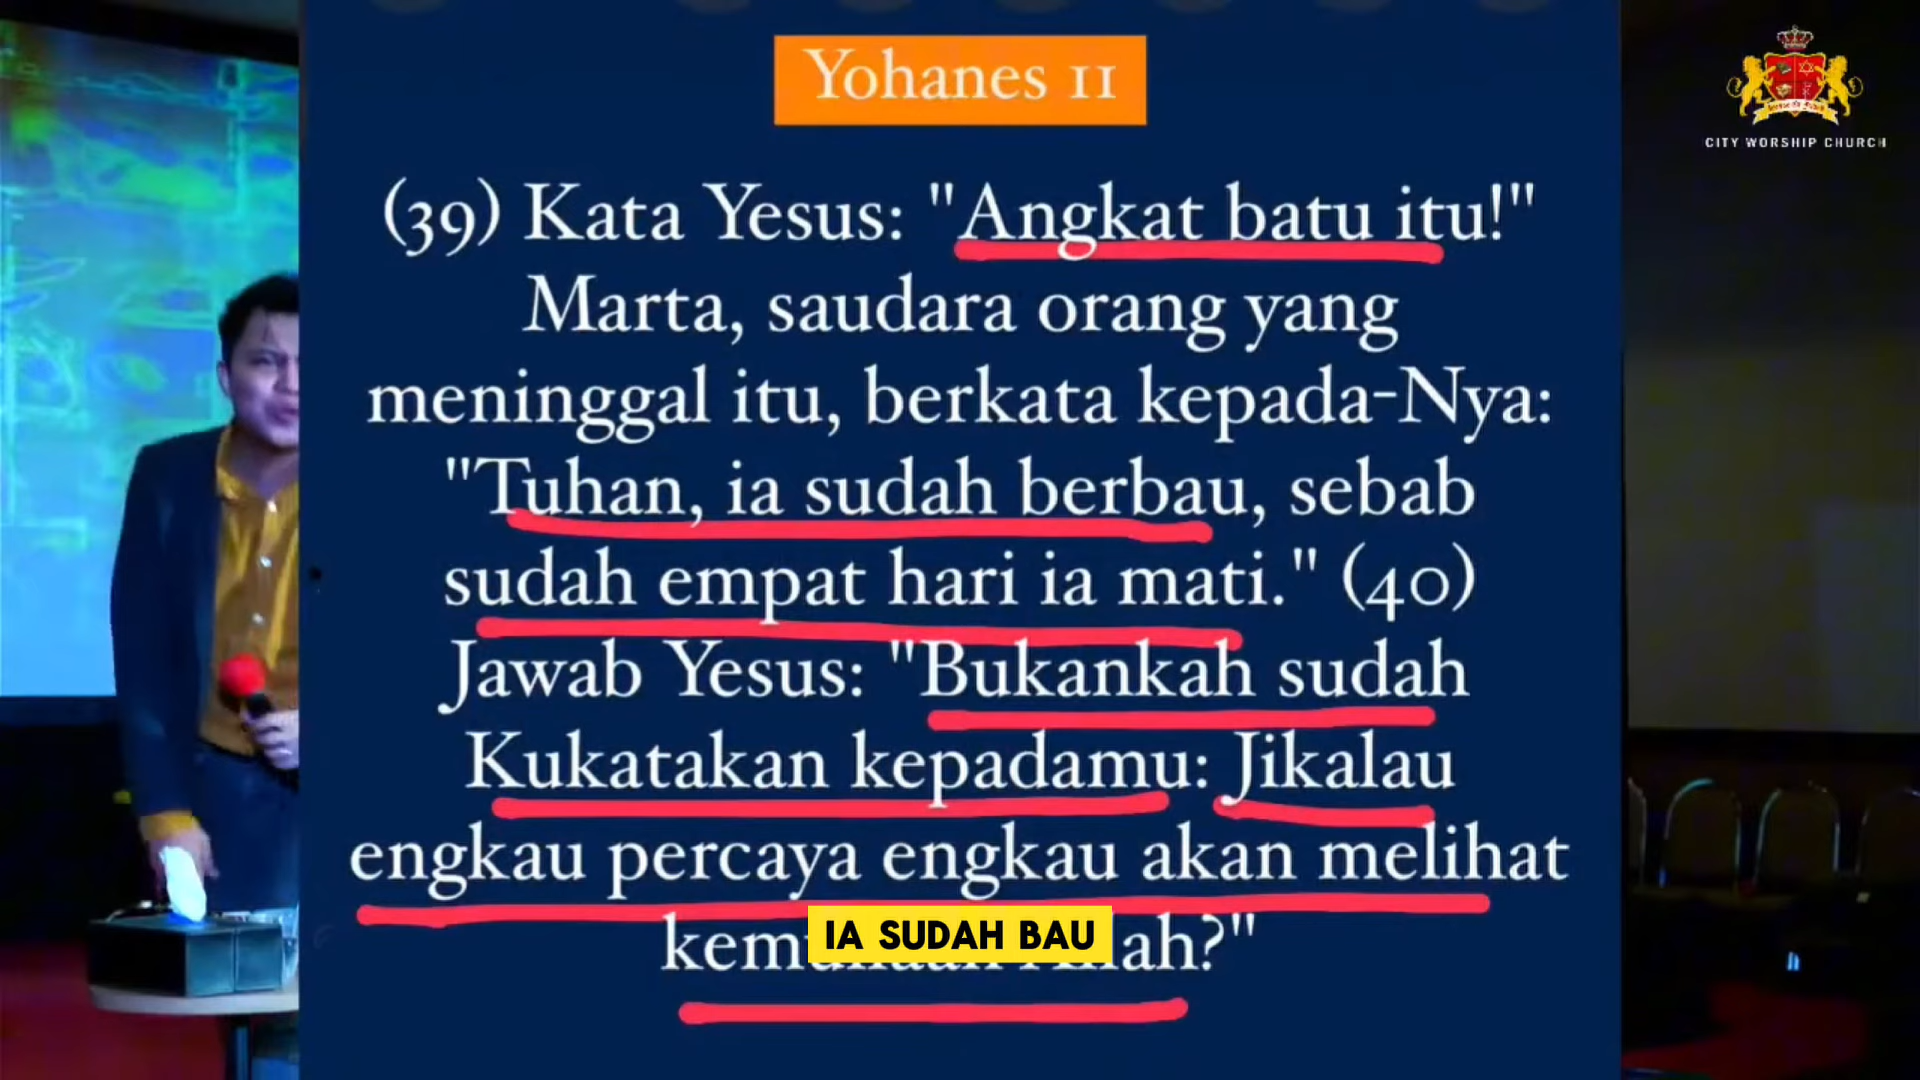 Yohanes 11
CITY WORSHIP CHURCH
(39) Kata Yesus: "Angkat batu itu!"
Marta, saudara orang yang
meninggal itu, berkata kepada-Nya:
"Tuhan, ia sudah berbau, sebab
sudah empat hari ia mati." (40)
Jawab Yesus: "Bukankah sudah
Kukatakan kepadamu: Jikalau
engkau percaya engkau akan melihat
IA SUDAH BAU